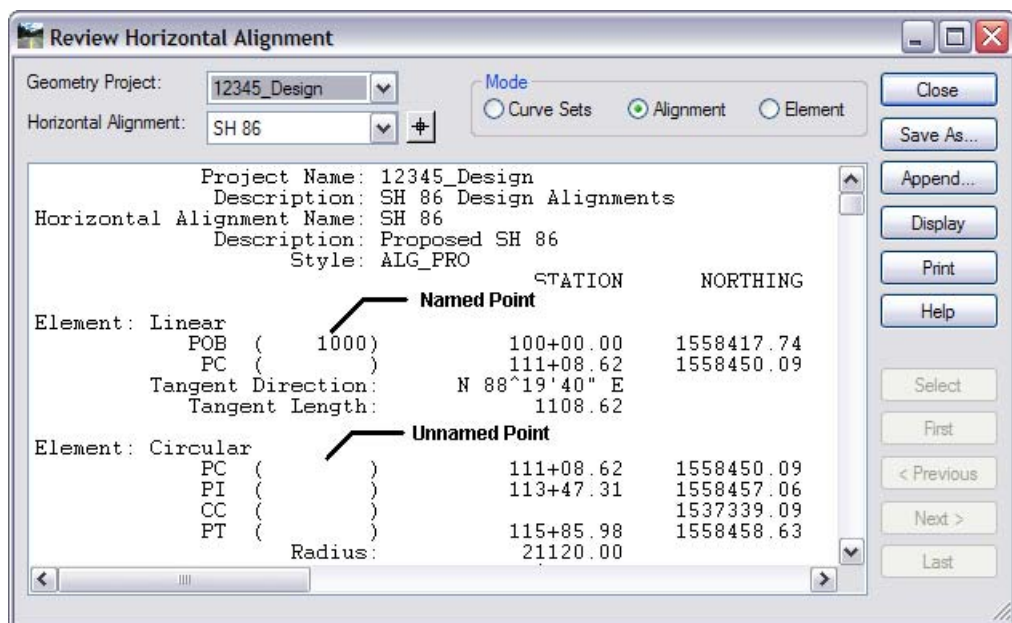 Review Horizontal Alignment
Geometry Project: 12345_Design
Horizontal Alignment: SH 86
Mode
Curve Sets Alignment Element
Close
Save As...
Append...
Display
Print
Help
Select
First
< Previous
Next >
Last
Project Name: 12345_Design
Description: SH 86 Design Alignments
Horizontal Alignment Name: SH 86
Description: Proposed SH 86
Style: ALG_PRO
STATION NORTHING
Named Point
Element: Linear
POB ( 1000) 100+00.00 1558417.74
PC ( ) 111+08.62 1558450.09
Tangent Direction: N 88^19'40" E
Tangent Length: 1108.62
Unnamed Point
Element: Circular
PC ( ) 111+08.62 1558450.09
PI ( ) 113+47.31 1558457.06
CC ( ) 1537339.09
PT ( ) 115+85.98 1558458.63
Radius: 21120.00